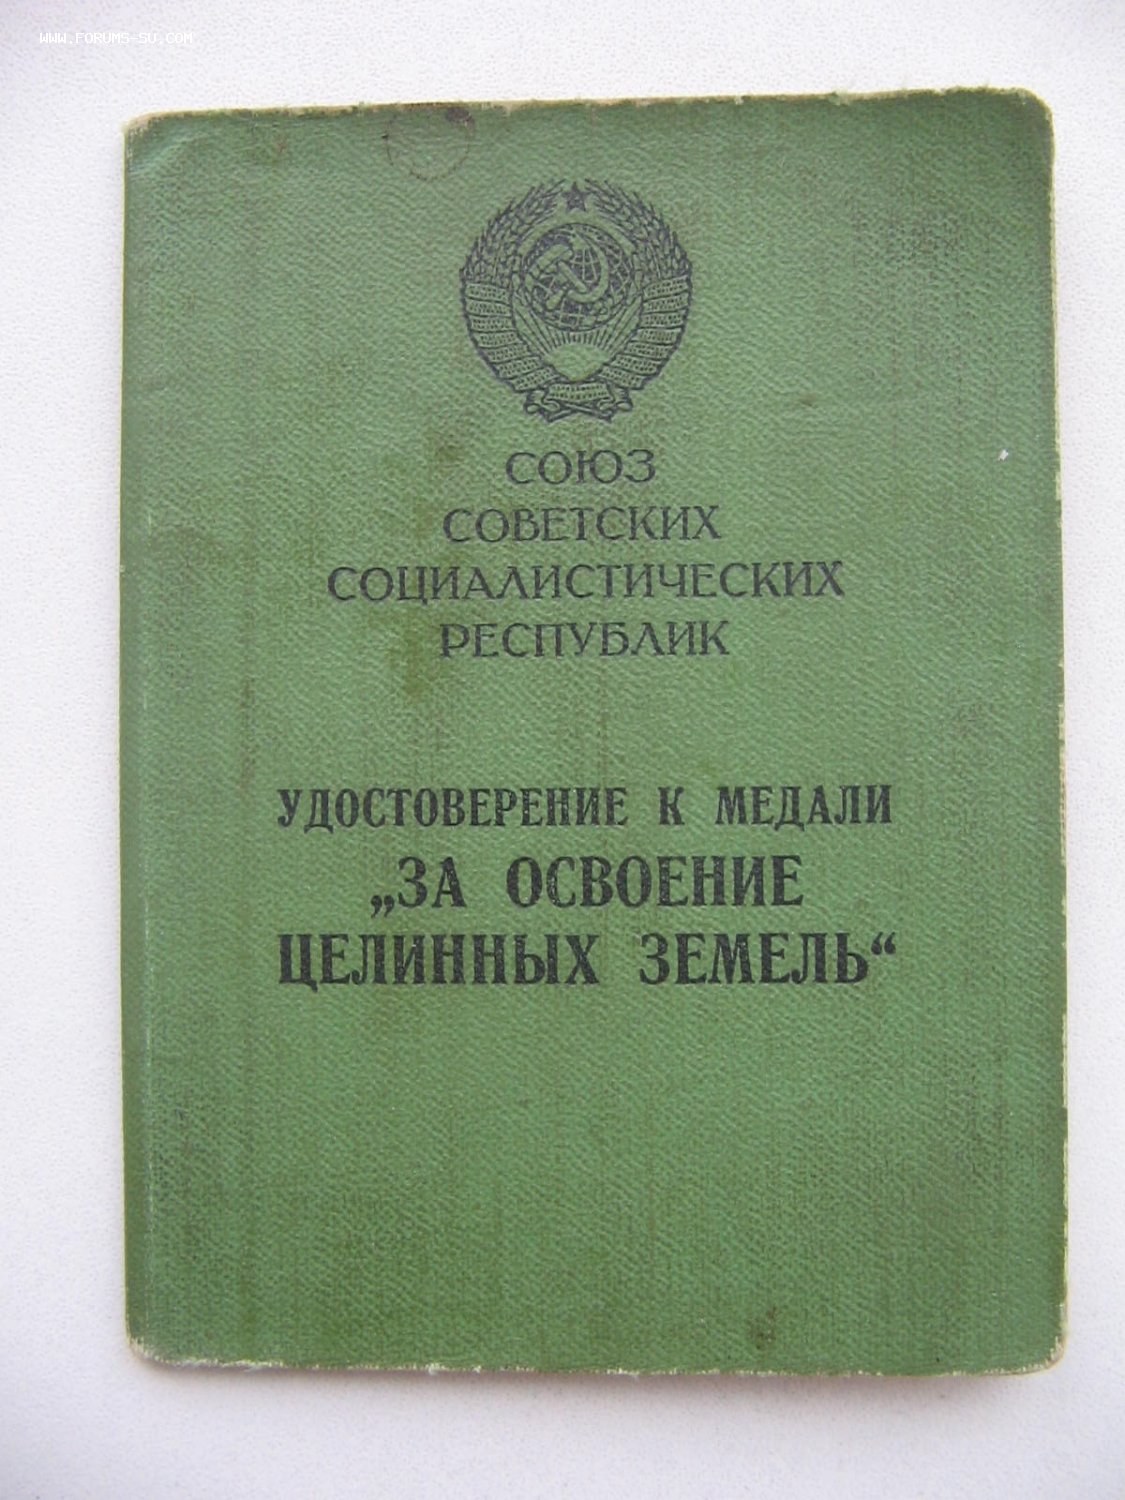 WWW.FORUMS-SU.COM
СОЮЗ
СОВЕТСКИХ
СОЦИАЛИСТИЧЕСКИХ
РЕСПУБЛИК
УДОСТОВЕРЕНИЕ К МЕДАЛИ
„ЗА ОСВОЕНИЕ
ЦЕЛИННЫХ ЗЕМЕЛЬ“